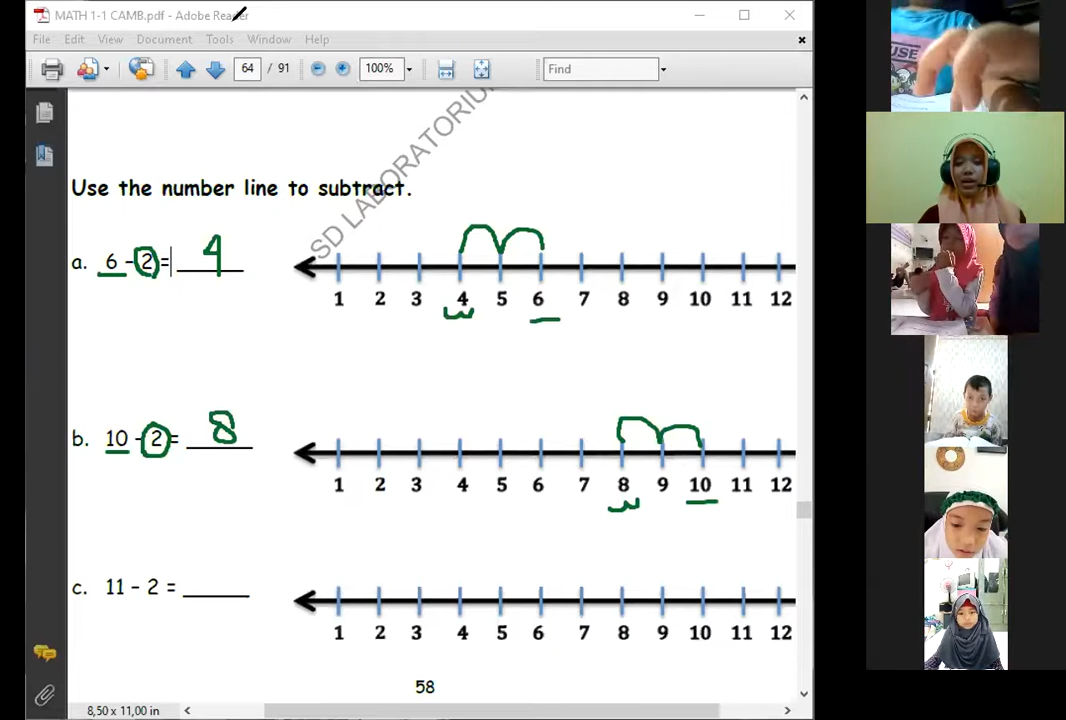 MATH 1-1 CAMB.pdf - Adobe Reader
File Edit View Document Tools Window Help
64 / 91 100% Find
SD LABORATORIU
Use the number line to subtract.
a. 6 - 2 = 4
1 2 3 4 5 6 7 8 9 10 11 12
b. 10 - 2 = 8
1 2 3 4 5 6 7 8 9 10 11 12
c. 11 - 2 = ______
1 2 3 4 5 6 7 8 9 10 11 12
58
8,50 x 11,00 in